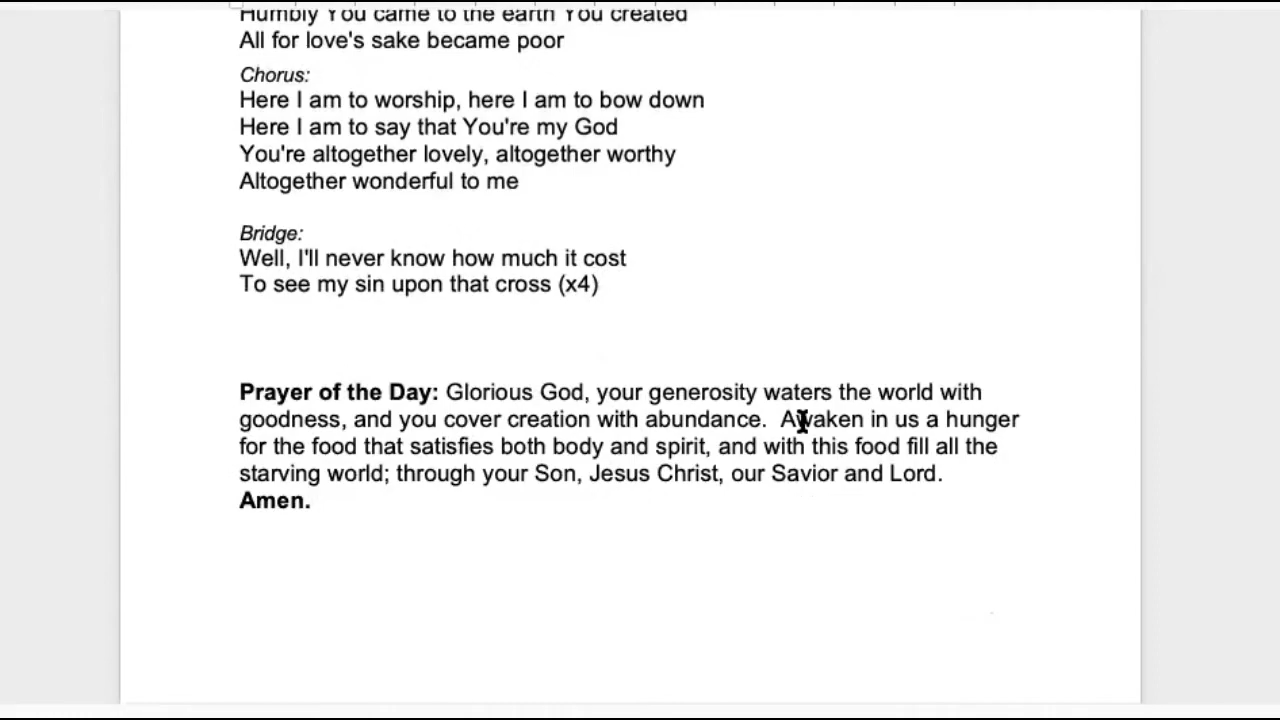 Humbly You came to the earth You created
All for love's sake became poor
Chorus:
Here I am to worship, here I am to bow down
Here I am to say that You're my God
You're altogether lovely, altogether worthy
Altogether wonderful to me
Bridge:
Well, I'll never know how much it cost
To see my sin upon that cross (x4)
Prayer of the Day: Glorious God, your generosity waters the world with
goodness, and you cover creation with abundance.  Awaken in us a hunger
for the food that satisfies both body and spirit, and with this food fill all the
starving world; through your Son, Jesus Christ, our Savior and Lord.
Amen.